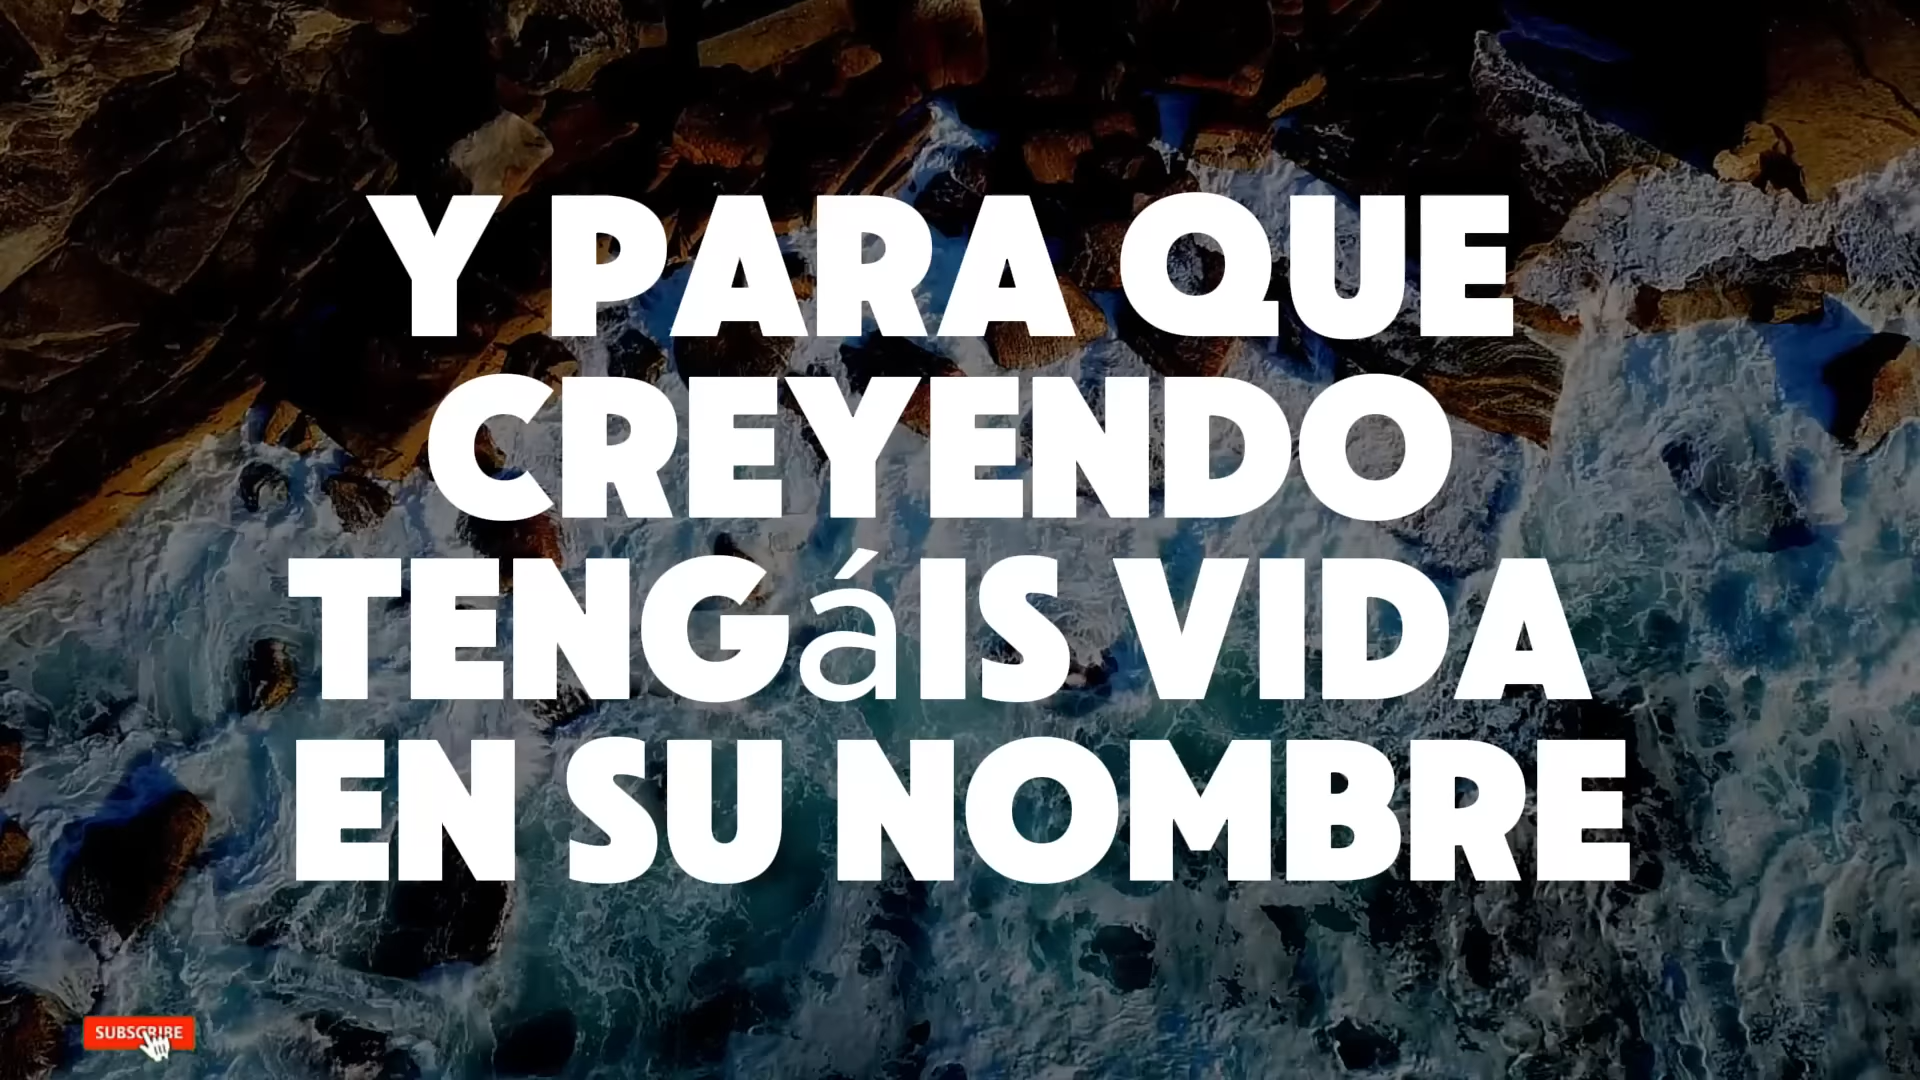 Y PARA QUE
CREYENDO
TENGáIS VIDA
EN SU NOMBRE
SUBSCRIBE